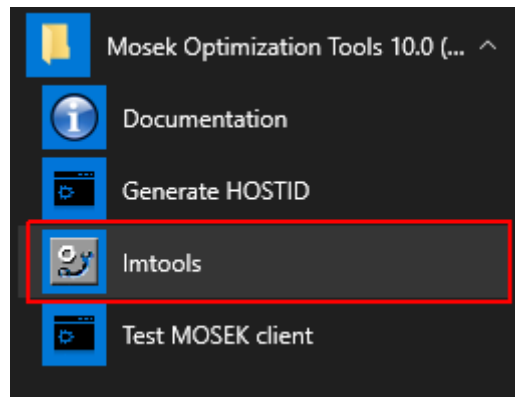 Mosek Optimization Tools 10.0 (...
Documentation
Generate HOSTID
lmtools
Test MOSEK client